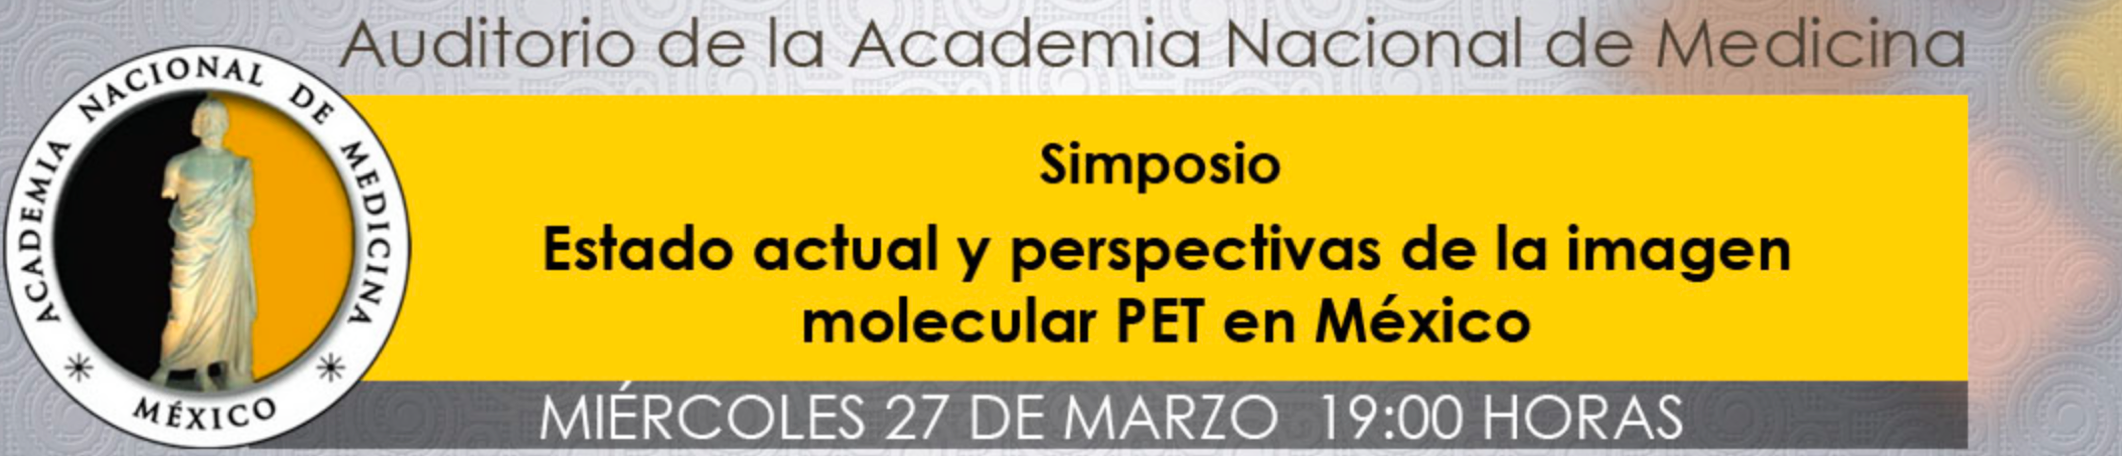 Auditorio de la Academia Nacional de Medicina
ACADEMIA NACIONAL DE MEDICINA
MÉXICO
Simposio
Estado actual y perspectivas de la imagen
molecular PET en México
MIÉRCOLES 27 DE MARZO 19:00 HORAS